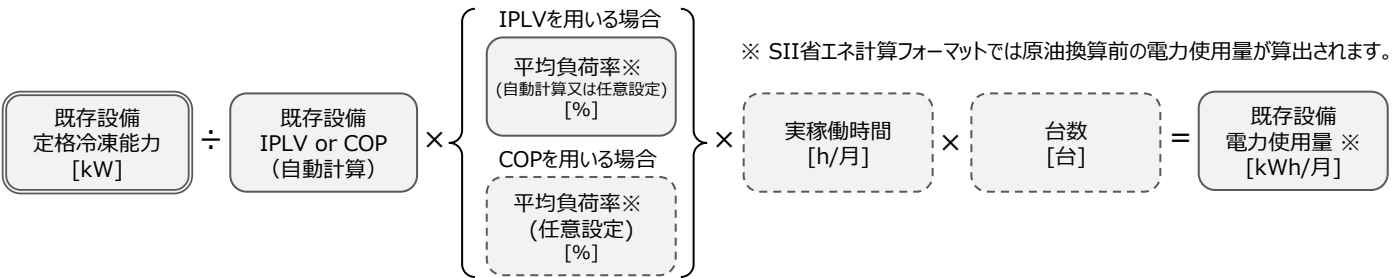 IPLVを用いる場合
平均負荷率※
(自動計算又は任意設定)
[%]
※ SII省エネ計算フォーマットでは原油換算前の電力使用量が算出されます。
既存設備
定格冷凍能力
[kW]
÷
既存設備
IPLV or COP
（自動計算）
×
COPを用いる場合
平均負荷率※
(任意設定)
[%]
×
実稼働時間
[h/月]
×
台数
[台]
=
既存設備
電力使用量 ※
[kWh/月]